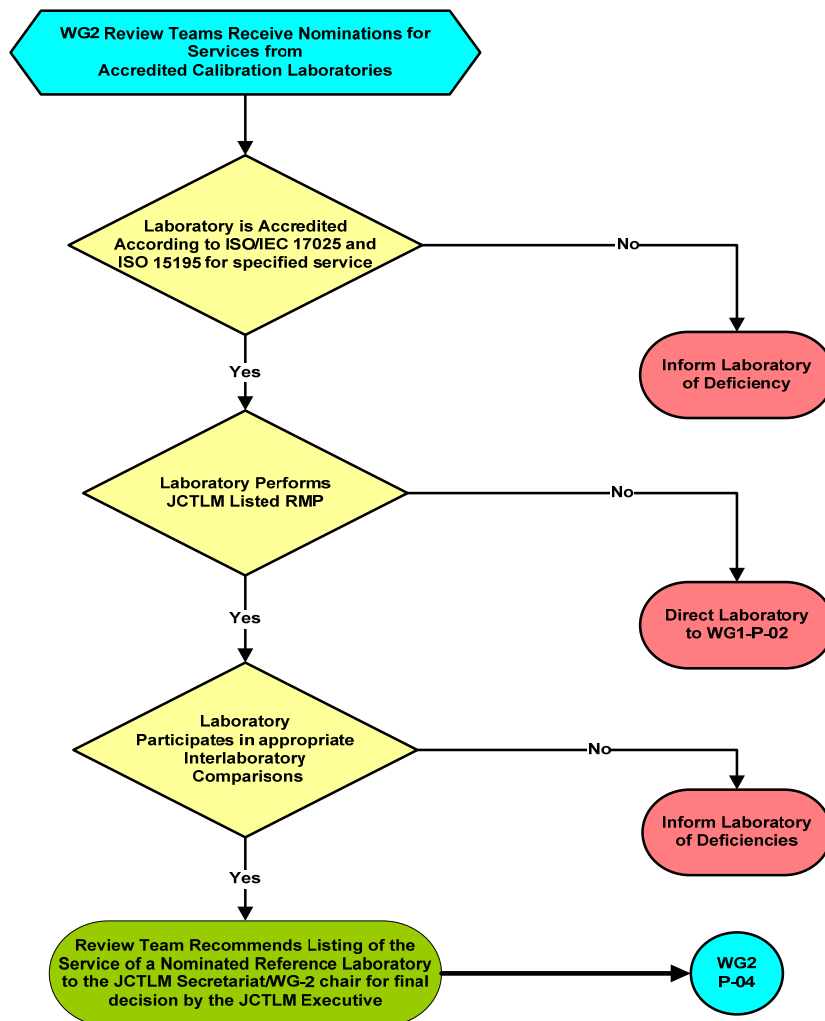 WG2 Review Teams Receive Nominations for
Services from
Accredited Calibration Laboratories
Laboratory is Accredited
According to ISO/IEC 17025 and
ISO 15195 for specified service
No
Inform Laboratory
of Deficiency
Yes
Laboratory Performs
JCTLM Listed RMP
No
Direct Laboratory
to WG1-P-02
Yes
Laboratory
Participates in appropriate
Interlaboratory
Comparisons
No
Inform Laboratory
of Deficiencies
Yes
Review Team Recommends Listing of the
Service of a Nominated Reference Laboratory
to the JCTLM Secretariat/WG-2 chair for final
decision by the JCTLM Executive
WG2
P-04